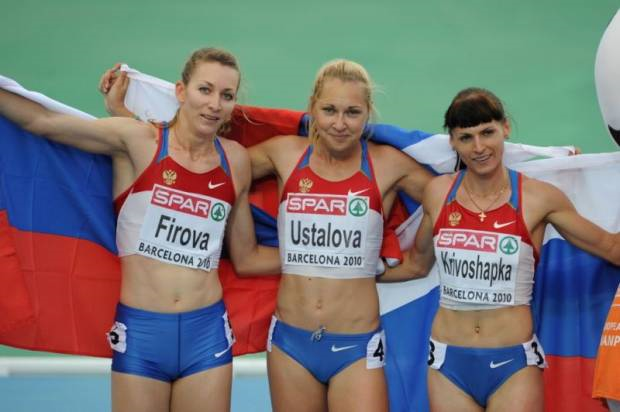 SPAR
Firova
BARCELONA 2010
SPAR
Ustalova
BARCELONA 2010
SPAR
Krivoshapka
BARCELONA 2010
4
3